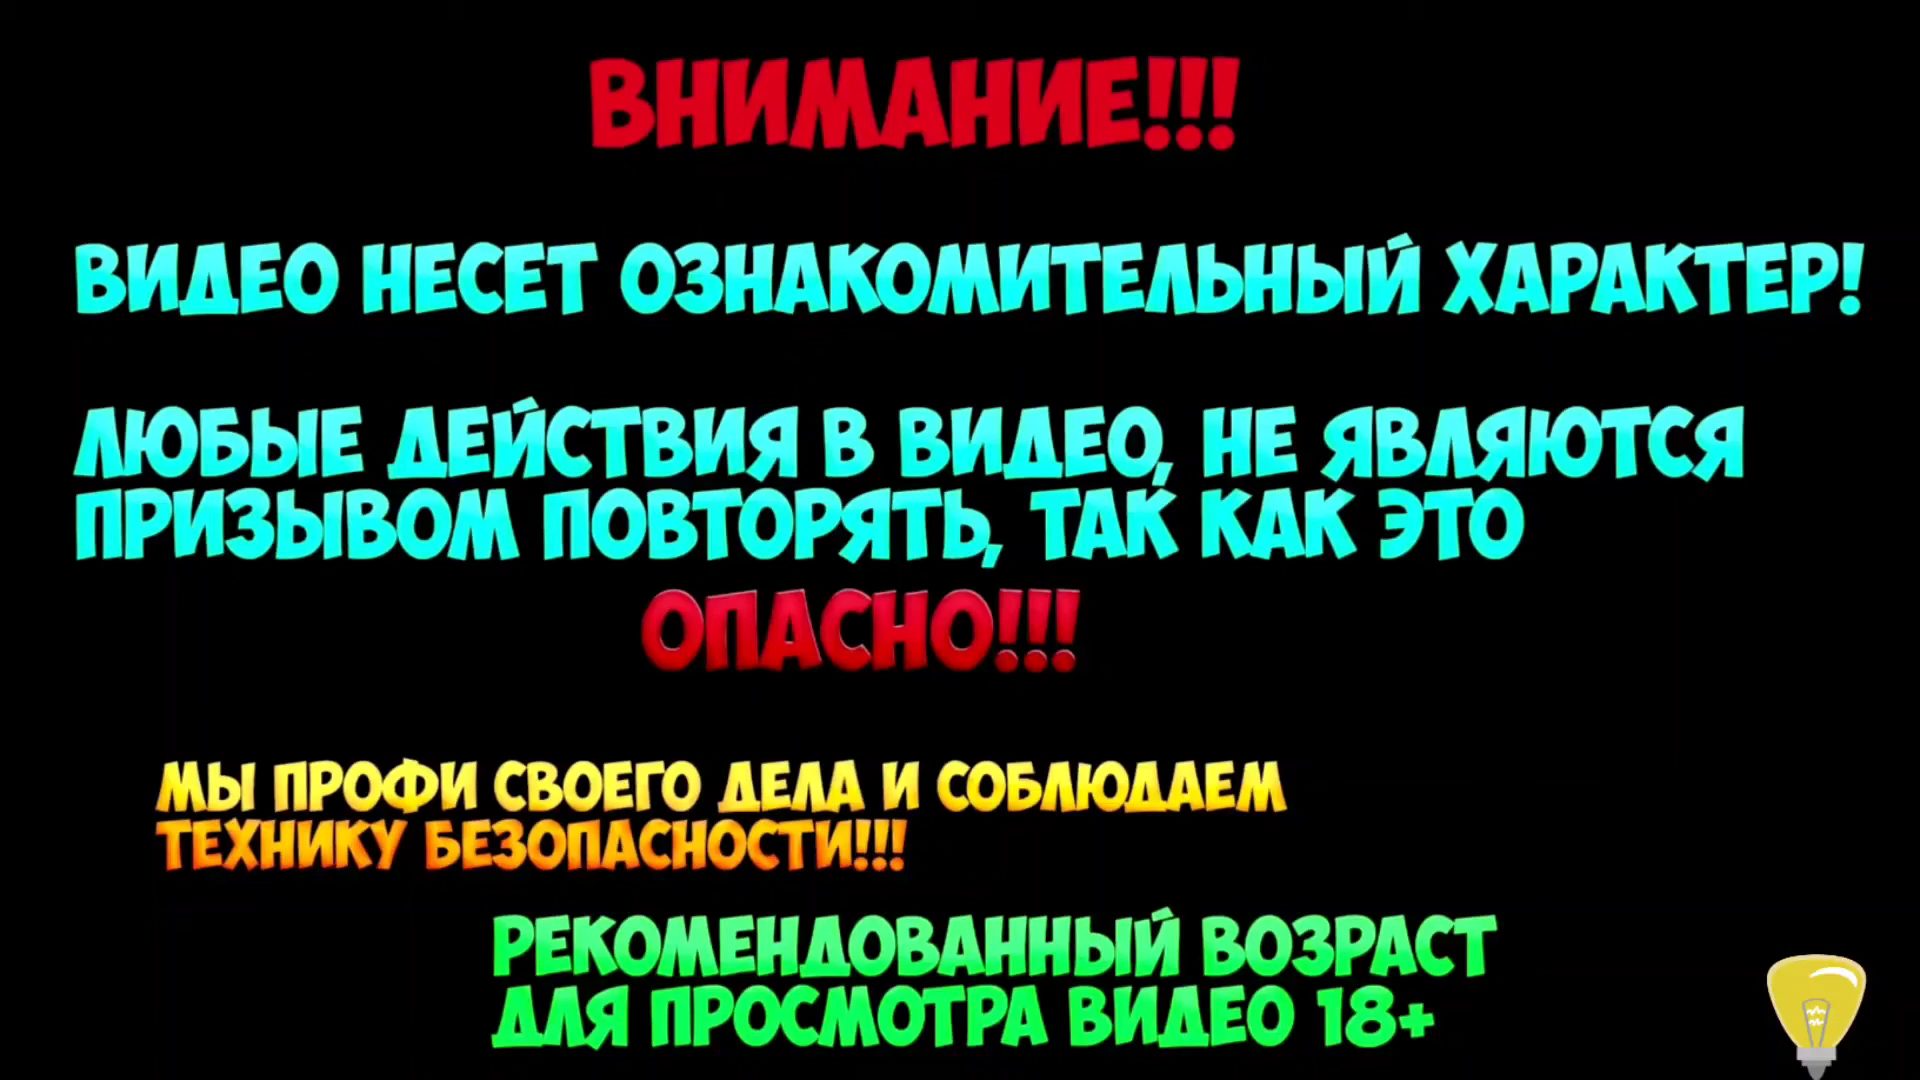 ВНИМАНИЕ!!!
ВИДЕО НЕСЕТ ОЗНАКОМИТЕЛЬНЫЙ ХАРАКТЕР!
ЛЮБЫЕ ДЕЙСТВИЯ В ВИДЕО, НЕ ЯВЛЯЮТСЯ
ПРИЗЫВОМ ПОВТОРЯТЬ, ТАК КАК ЭТО
ОПАСНО!!!
МЫ ПРОФИ СВОЕГО ДЕЛА И СОБЛЮДАЕМ
ТЕХНИКУ БЕЗОПАСНОСТИ!!!
РЕКОМЕНДОВАННЫЙ ВОЗРАСТ
ДЛЯ ПРОСМОТРА ВИДЕО 18+